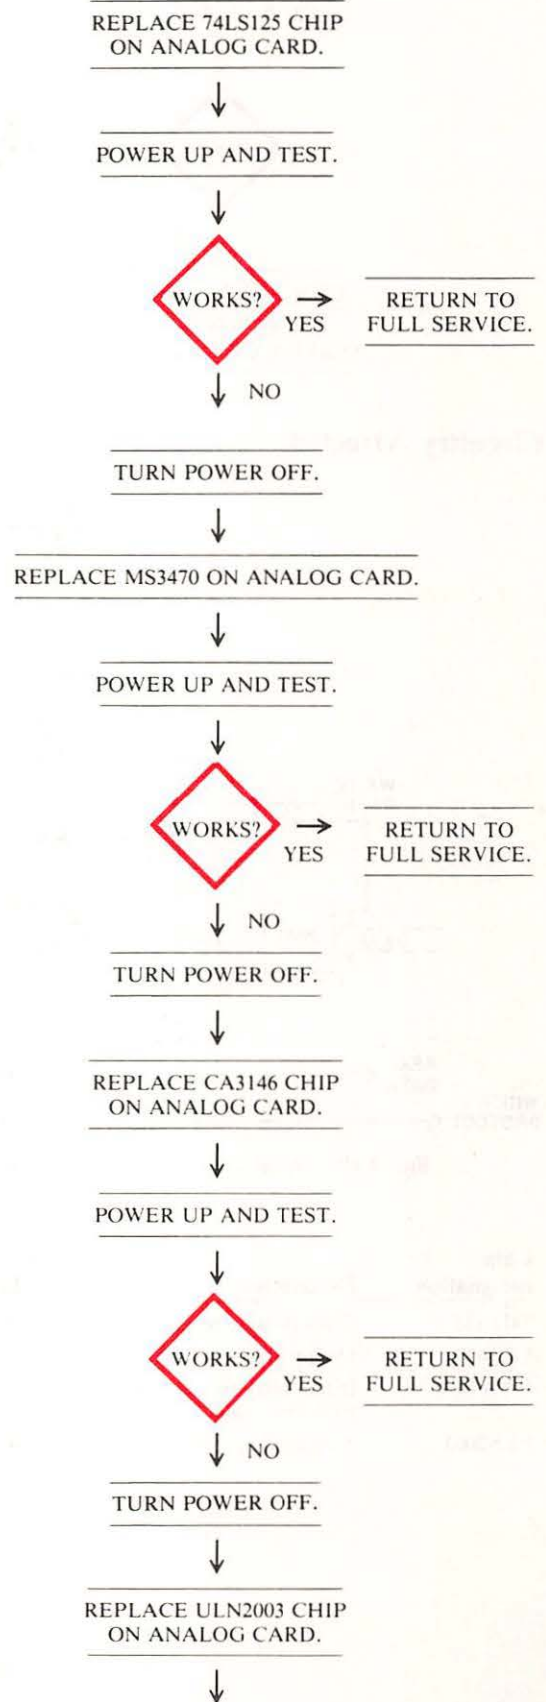 REPLACE 74LS125 CHIP
ON ANALOG CARD.
POWER UP AND TEST.
WORKS?
YES
RETURN TO
FULL SERVICE.
NO
TURN POWER OFF.
REPLACE MS3470 ON ANALOG CARD.
POWER UP AND TEST.
WORKS?
YES
RETURN TO
FULL SERVICE.
NO
TURN POWER OFF.
REPLACE CA3146 CHIP
ON ANALOG CARD.
POWER UP AND TEST.
WORKS?
YES
RETURN TO
FULL SERVICE.
NO
TURN POWER OFF.
REPLACE ULN2003 CHIP
ON ANALOG CARD.